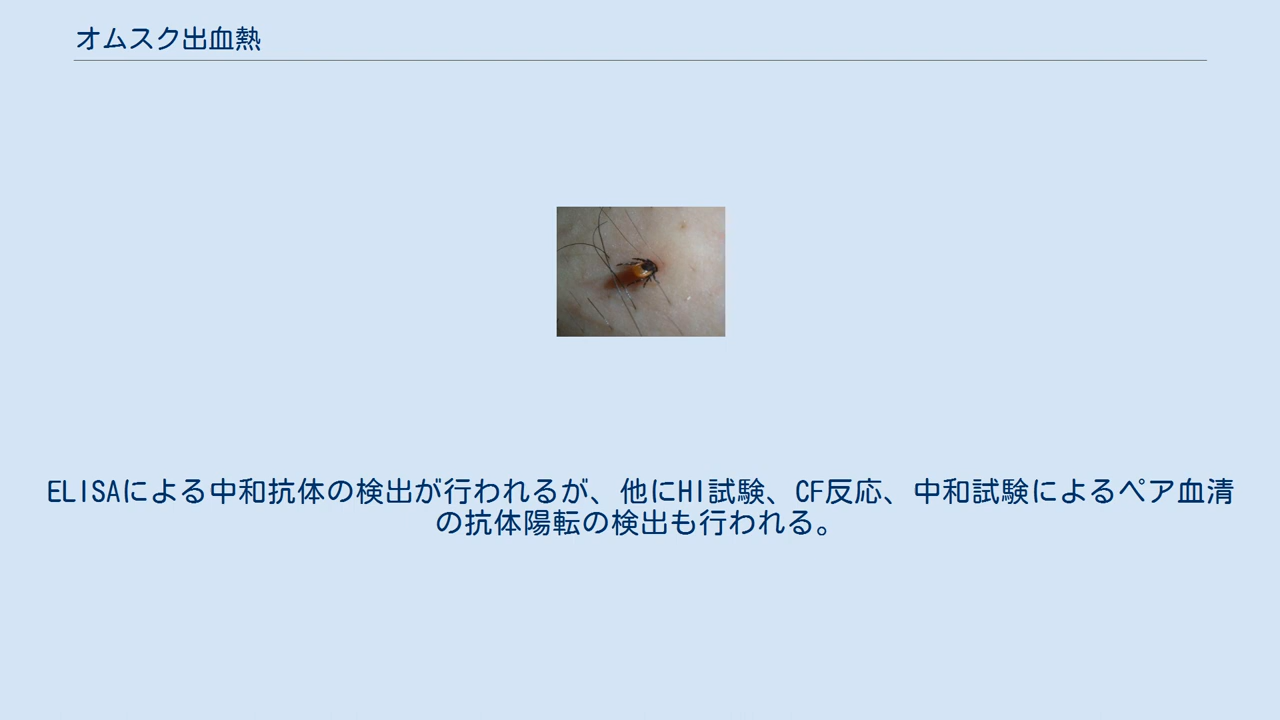 オムスク出血熱
ELISAによる中和抗体の検出が行われるが、他にHI試験、CF反応、中和試験によるペア血清
の抗体陽転の検出も行われる。